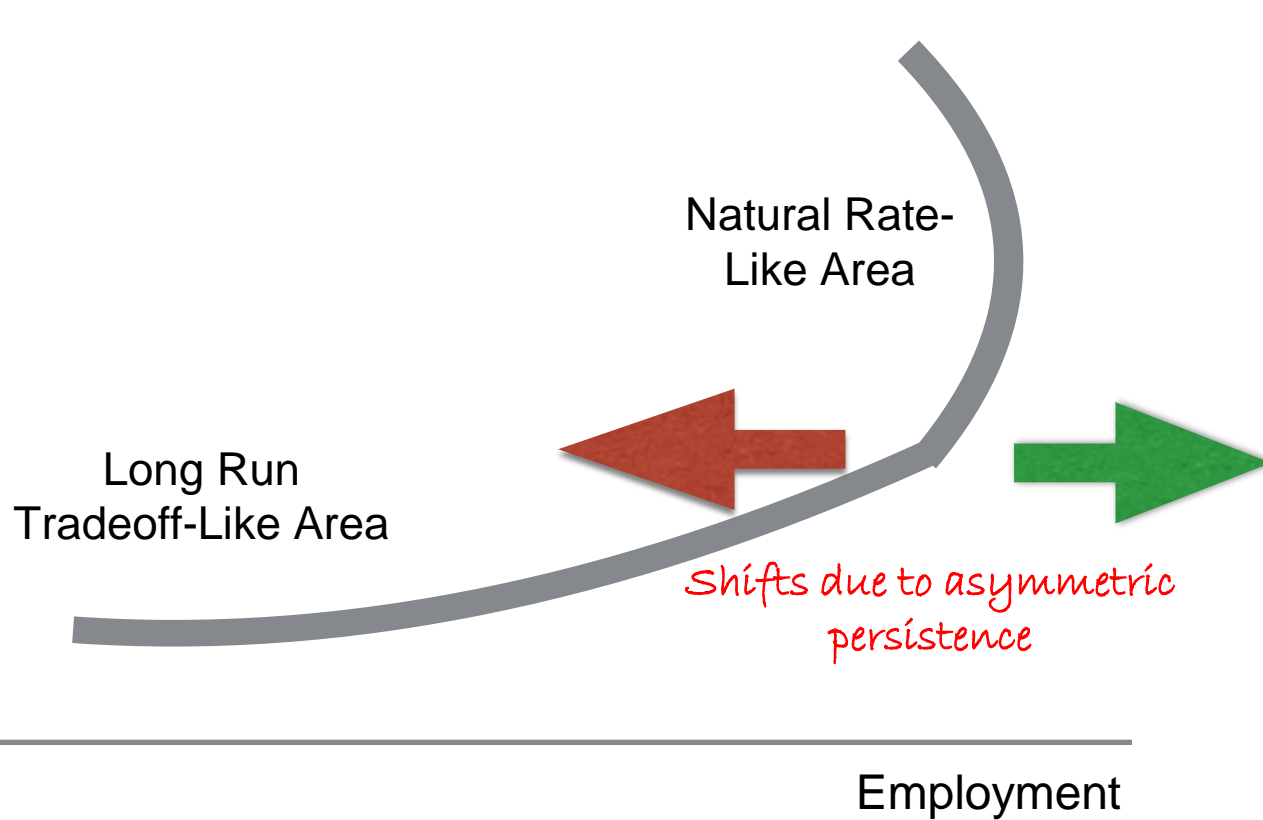 Natural Rate-
Like Area
Long Run
Tradeoff-Like Area
Shifts due to asymmetric
persistence
Employment